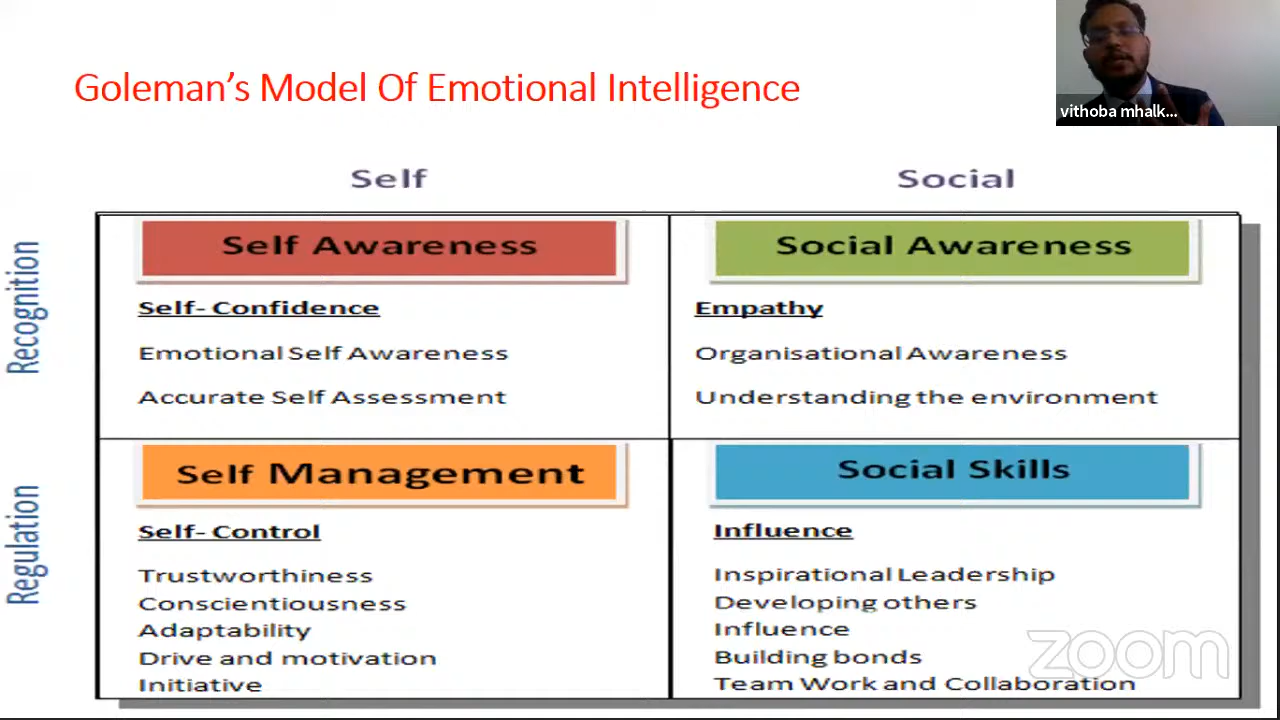 Goleman's Model Of Emotional Intelligence
vithoba mhalk...
Self
Social
Recognition
Self Awareness
Self- Confidence
Emotional Self Awareness
Accurate Self Assessment
Social Awareness
Empathy
Organisational Awareness
Understanding the environment
Regulation
Self Management
Self- Control
Trustworthiness
Conscientiousness
Adaptability
Drive and motivation
Initiative
Social Skills
Influence
Inspirational Leadership
Developing others
Influence
Building bonds
Team Work and Collaboration
zoom